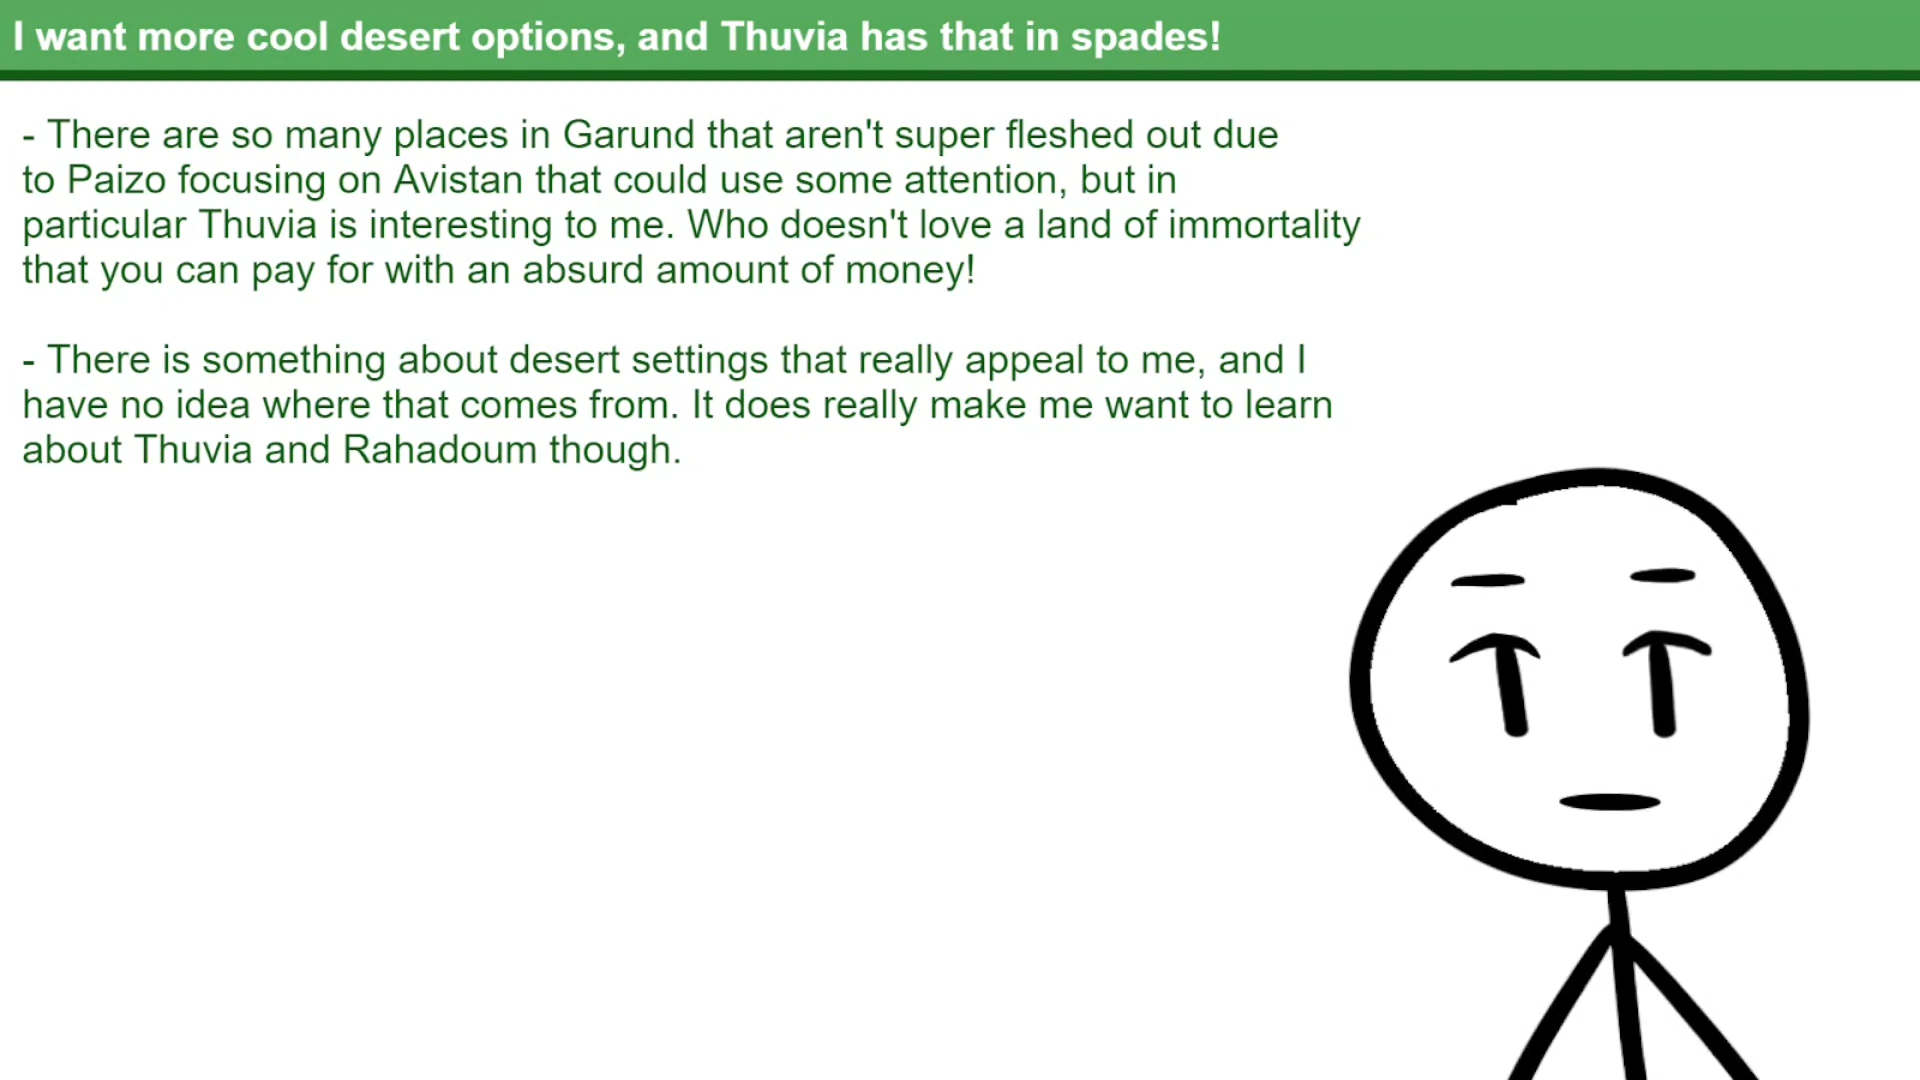 I want more cool desert options, and Thuvia has that in spades!
- There are so many places in Garund that aren't super fleshed out due
to Paizo focusing on Avistan that could use some attention, but in
particular Thuvia is interesting to me. Who doesn't love a land of immortality
that you can pay for with an absurd amount of money!
- There is something about desert settings that really appeal to me, and I
have no idea where that comes from. It does really make me want to learn
about Thuvia and Rahadoum though.